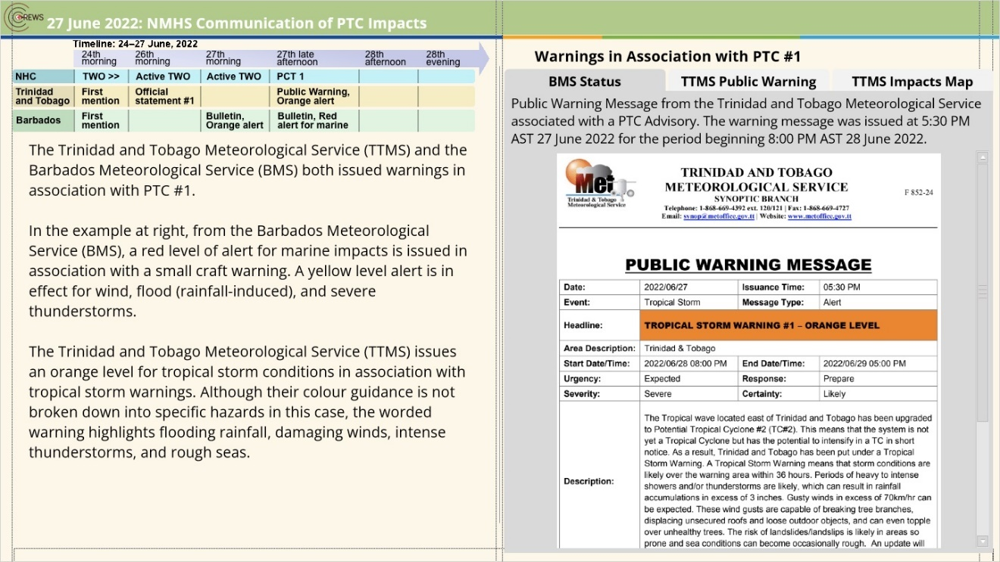 CREWS
27 June 2022: NMHS Communication of PTC Impacts
Timeline: 24–27 June, 2022
24th morning 26th morning 27th morning 27th late afternoon 28th afternoon 28th evening
NHC TWO >> Active TWO Active TWO PCT 1
Trinidad and Tobago First mention Official statement #1 Public Warning, Orange alert
Barbados First mention Bulletin, Orange alert Bulletin, Red alert for marine
The Trinidad and Tobago Meteorological Service (TTMS) and the
Barbados Meteorological Service (BMS) both issued warnings in
association with PTC #1.
In the example at right, from the Barbados Meteorological
Service (BMS), a red level of alert for marine impacts is issued in
association with a small craft warning. A yellow level alert is in
effect for wind, flood (rainfall-induced), and severe
thunderstorms.
The Trinidad and Tobago Meteorological Service (TTMS) issues
an orange level for tropical storm conditions in association with
tropical storm warnings. Although their colour guidance is not
broken down into specific hazards in this case, the worded
warning highlights flooding rainfall, damaging winds, intense
thunderstorms, and rough seas.
Warnings in Association with PTC #1
BMS Status TTMS Public Warning TTMS Impacts Map
Public Warning Message from the Trinidad and Tobago Meteorological Service
associated with a PTC Advisory. The warning message was issued at 5:30 PM
AST 27 June 2022 for the period beginning 8:00 PM AST 28 June 2022.
Met
Trinidad & Tobago
Meteorological Service
TRINIDAD AND TOBAGO
METEOROLOGICAL SERVICE
SYNOPTIC BRANCH
Telephone: 1-868-669-4392 ext. 120/121 | Fax: 1-868-669-4727
Email: synop@metoffice.gov.tt | Website: www.metoffice.gov.tt
F 852-24
PUBLIC WARNING MESSAGE
Date: 2022/06/27 Issuance Time: 05:30 PM
Event: Tropical Storm Message Type: Alert
Headline: TROPICAL STORM WARNING #1 – ORANGE LEVEL
Area Description: Trinidad & Tobago
Start Date/Time: 2022/06/28 08:00 PM End Date/Time: 2022/06/29 05:00 PM
Urgency: Expected Response: Prepare
Severity: Severe Certainty: Likely
Description:
The Tropical wave located east of Trinidad and Tobago has been upgraded
to Potential Tropical Cyclone #2 (TC#2). This means that the system is not
yet a Tropical Cyclone but has the potential to intensify in a TC in short
notice. As a result, Trinidad and Tobago has been put under a Tropical
Storm Warning. A Tropical Storm Warning means that storm conditions are
likely over the warning area within 36 hours. Periods of heavy to intense
showers and/or thunderstorms are likely, which can result in rainfall
accumulations in excess of 3 inches. Gusty winds in excess of 70km/hr can
be expected. These wind gusts are capable of breaking tree branches,
displacing unsecured roofs and loose outdoor objects, and can even topple
over unhealthy trees. The risk of landslides/landslips is likely in areas so
prone and sea conditions can become occasionally rough. An update will